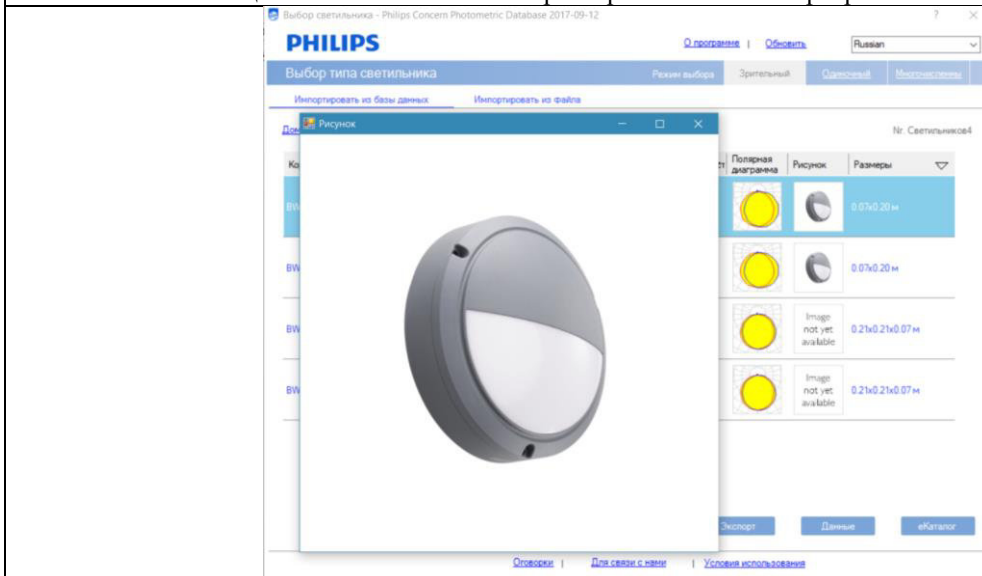 Выбор светильника - Philips Concern Photometric Database 2017-09-12
PHILIPS
О программе | Обновить
Russian
Выбор типа светильника
Режим выбора
Зрительный
Одиночный
Многочисленны
Импортировать из базы данных
Импортировать из файла
Рисунок
Nr. Светильников4
Полярная диаграмма
Рисунок
Размеры
0.07x0.20 м
0.07x0.20 м
Image
not yet
available
0.21x0.21x0.07 м
Image
not yet
available
0.21x0.21x0.07 м
Экспорт
Данные
еКаталог
Оговорки | Для связи с нами | Условия использования